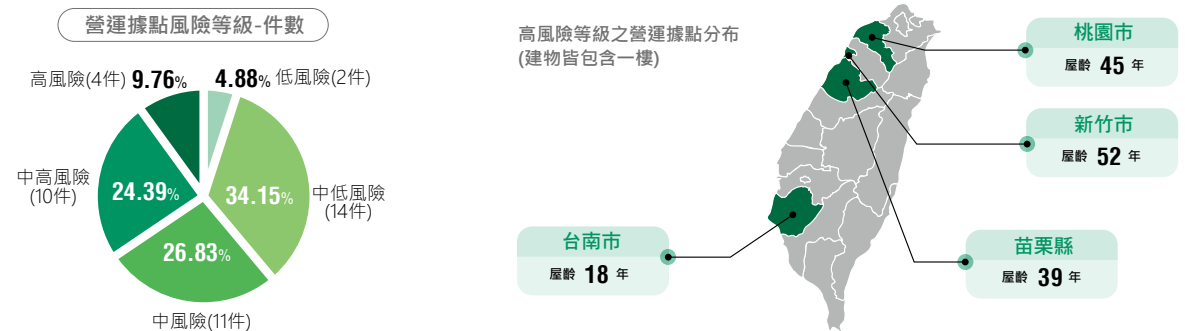 營運據點風險等級-件數
高風險(4件) 9.76%
4.88% 低風險(2件)
中高風險
(10件)
24.39%
34.15%
中低風險
(14件)
26.83%
中風險(11件)
高風險等級之營運據點分布
(建物皆包含一樓)
桃園市
屋齡 45 年
新竹市
屋齡 52 年
台南市
屋齡 18 年
苗栗縣
屋齡 39 年